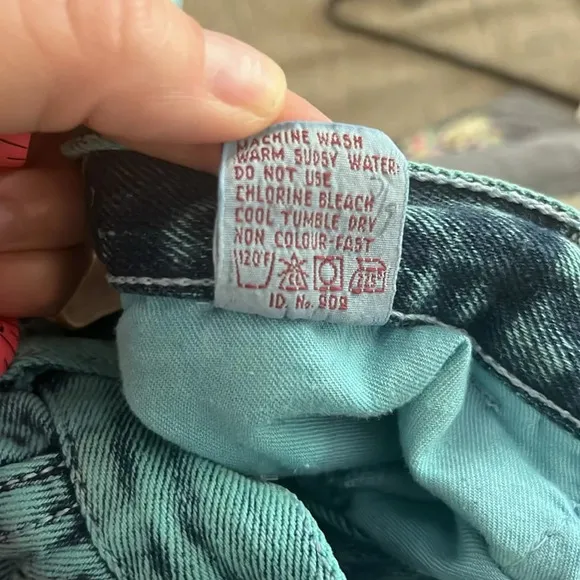 MACHINE WASH
WARM SUDSY WATER:
DO NOT USE
CHLORINE BLEACH
COOL TUMBLE DRY
NON COLOUR-FAST
120°F CL
I.D. No. 909